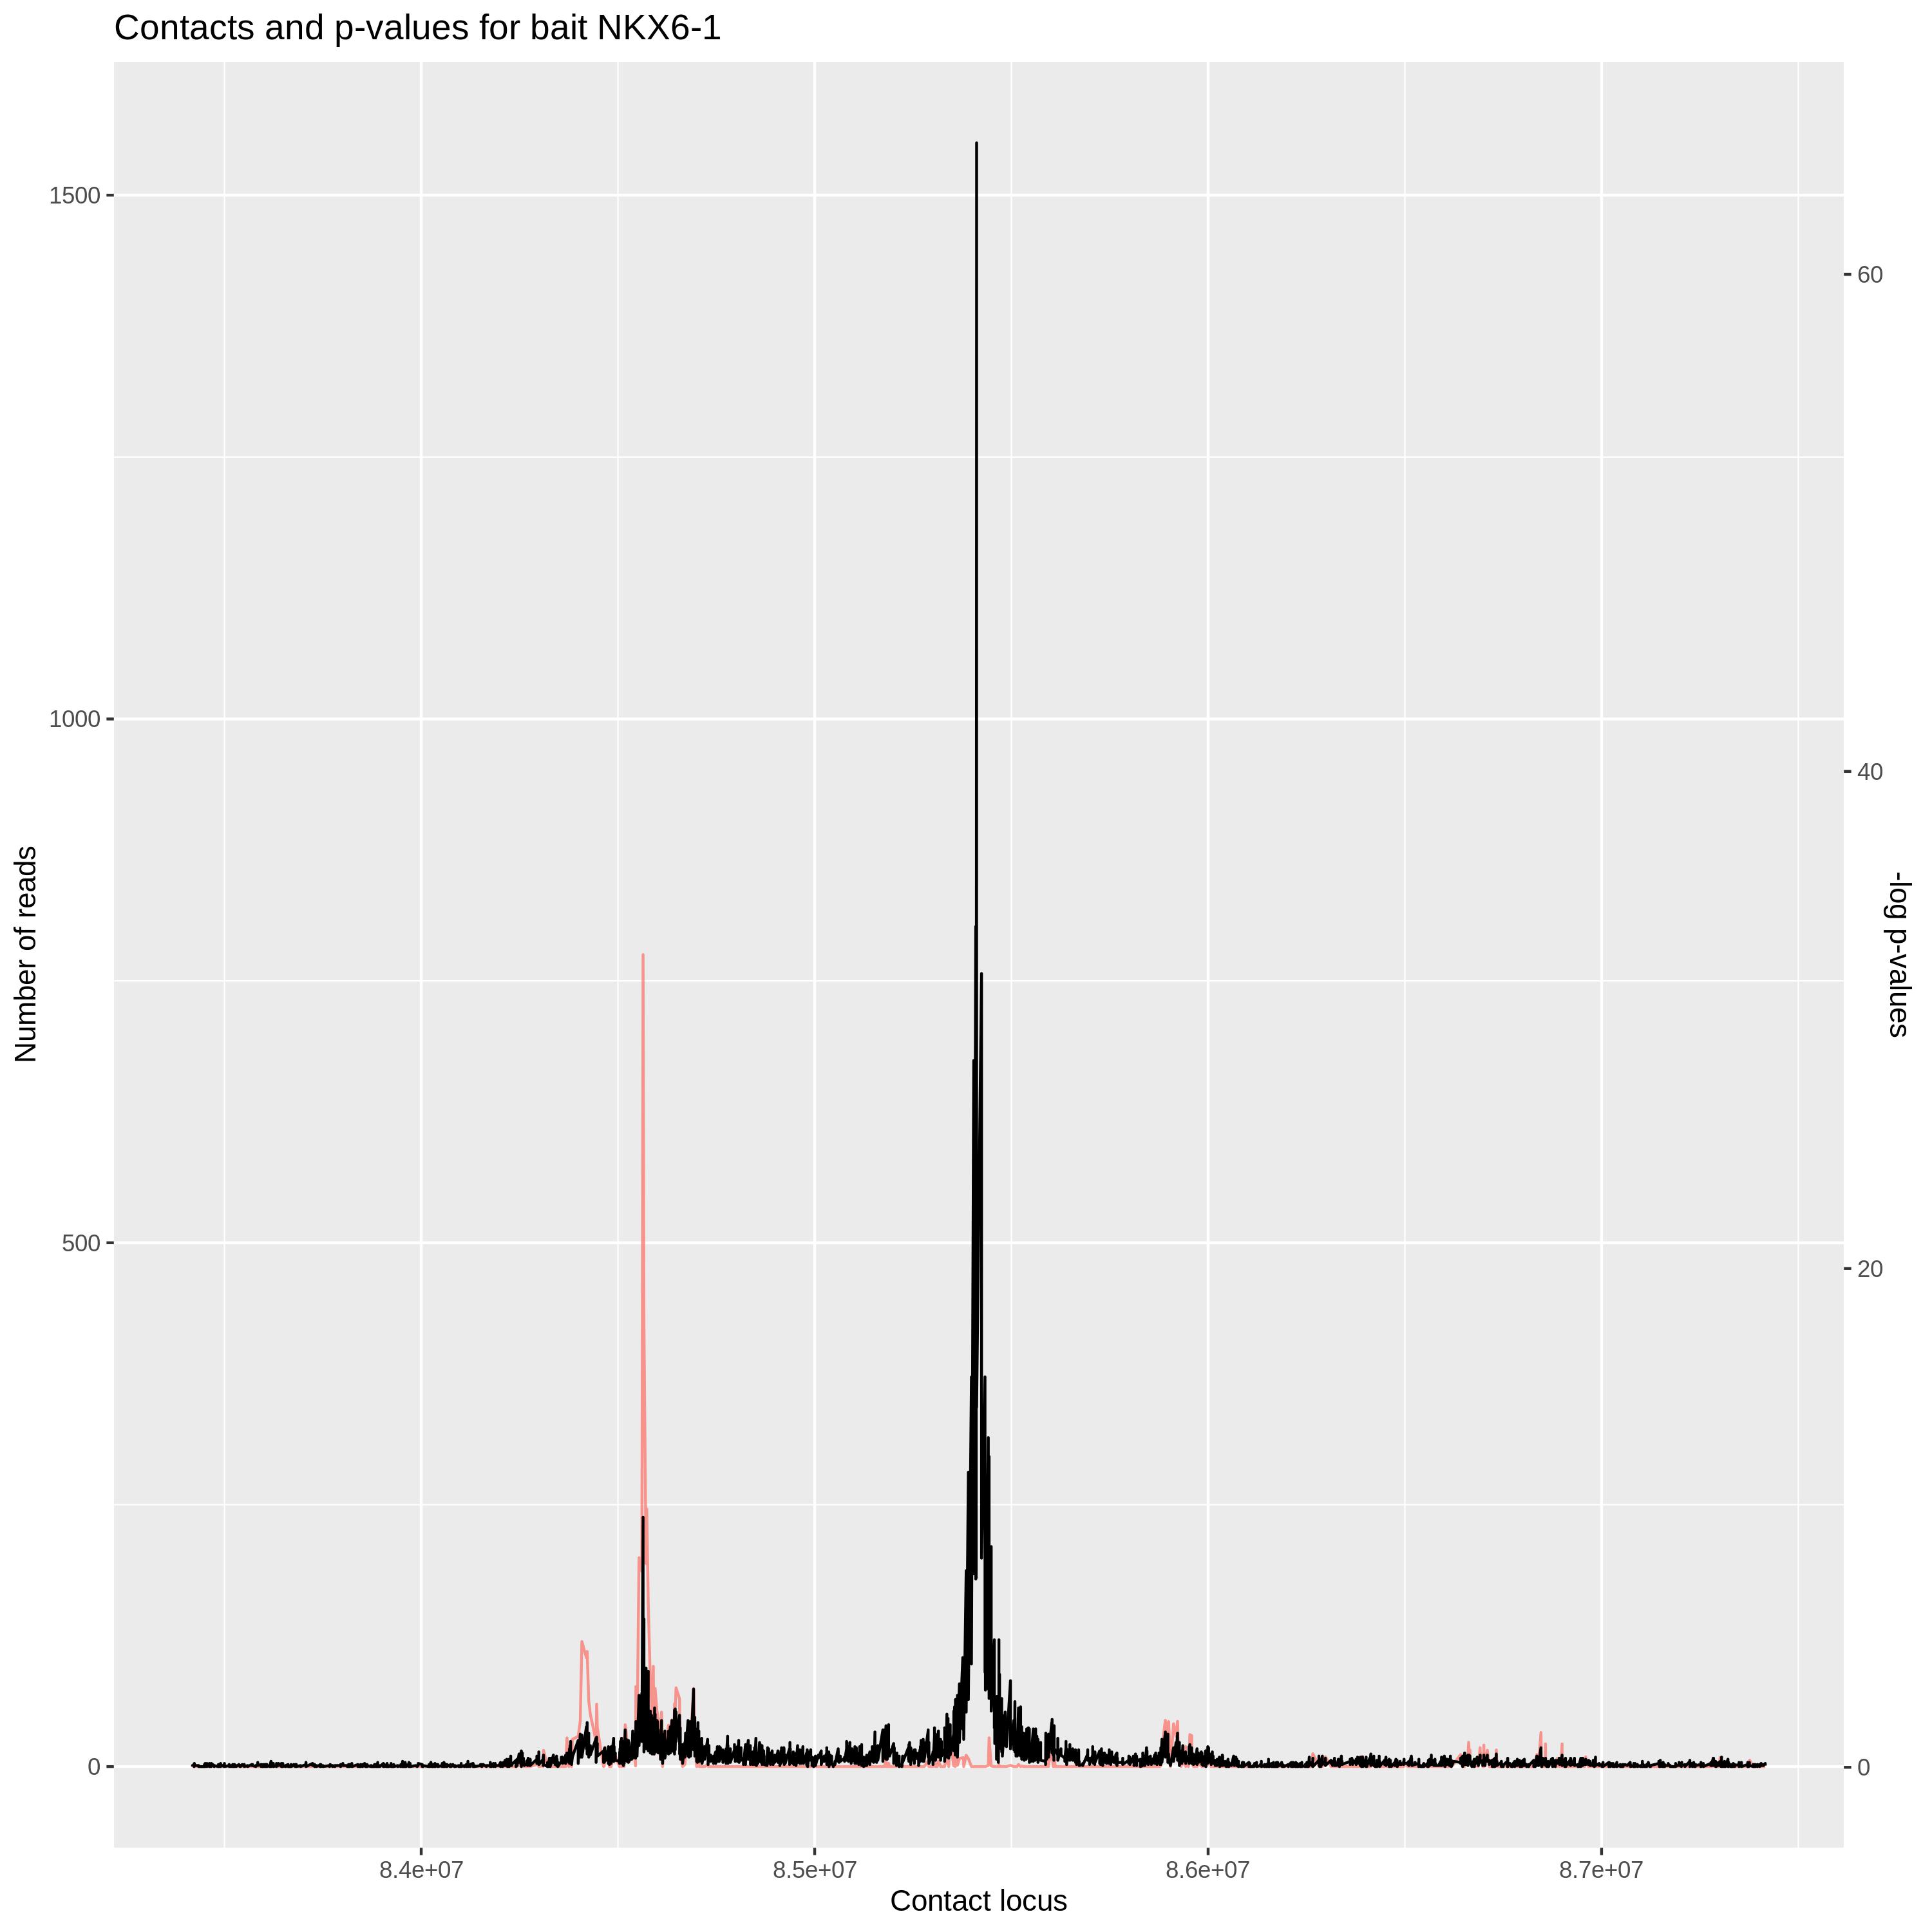 Contacts and p-values for bait NKX6-1
Number of reads
1500
1000
500
0
60
40
20
0
-log p-values
8.4e+07
8.5e+07
8.6e+07
8.7e+07
Contact locus